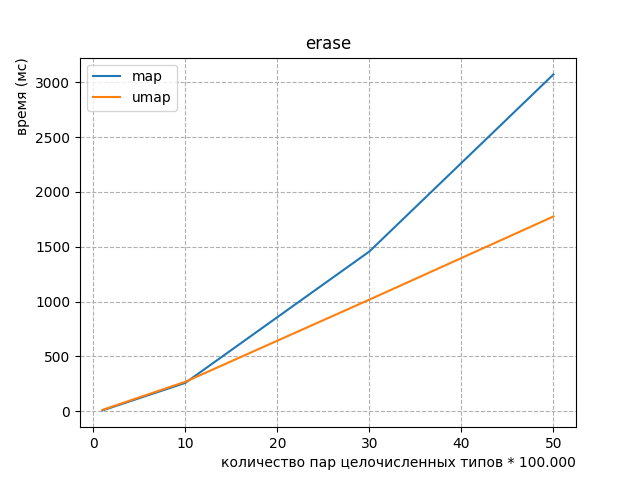 erase
map
umap
время (мс)
3000
2500
2000
1500
1000
500
0
0 10 20 30 40 50
количество пар целочисленных типов * 100.000